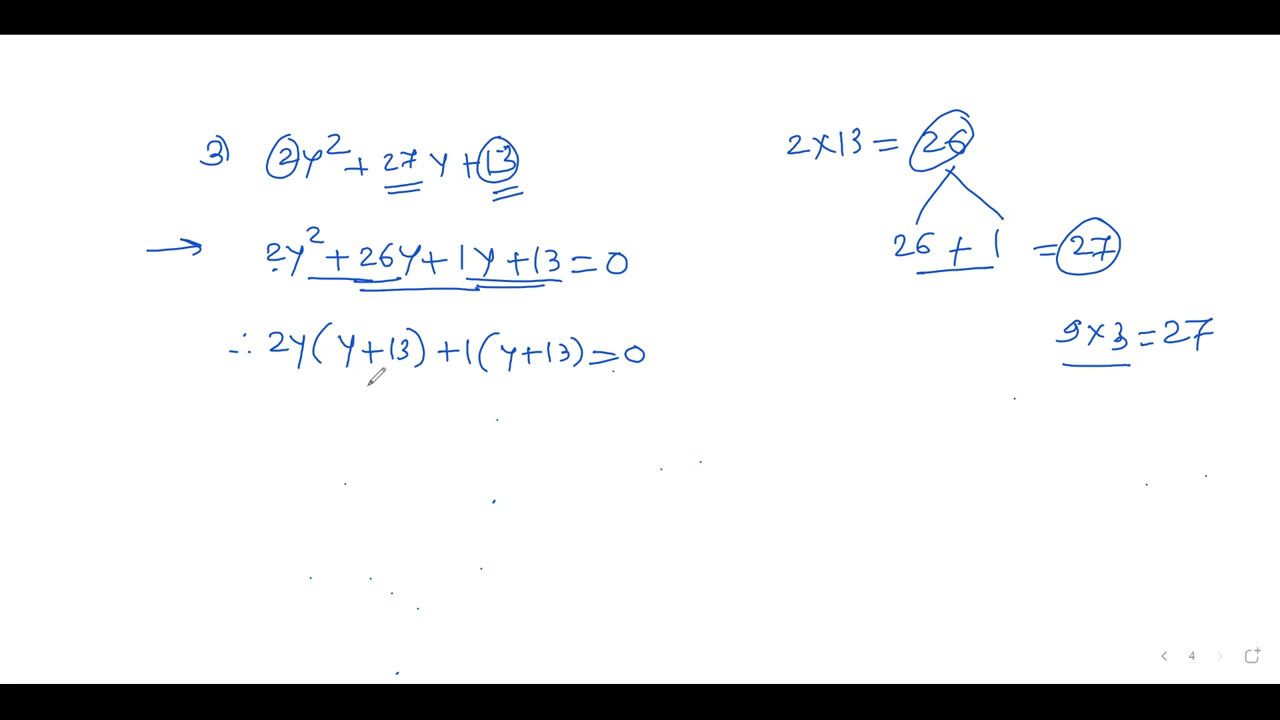 3) 2y² + 27y + 13
2y² + 26y + 1y + 13 = 0
∴ 2y(y+13) + 1(y+13) = 0
2×13 = 26
26 + 1 = 27
9×3 = 27
4